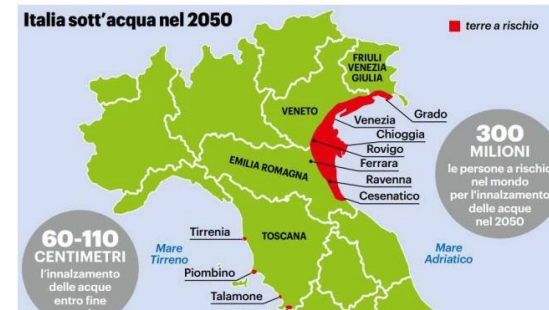 Italia sott'acqua nel 2050
terre a rischio
FRIULI
VENEZIA
GIULIA
VENETO
Grado
Venezia
Chioggia
Rovigo
Ferrara
Ravenna
Cesenatico
EMILIA ROMAGNA
300
MILIONI
le persone a rischio
nel mondo
per l'innalzamento
delle acque
nel 2050
60-110
CENTIMETRI
l'innalzamento
delle acque
entro fine
Mare
Tirreno
Tirrenia
TOSCANA
Piombino
Talamone
Mare
Adriatico